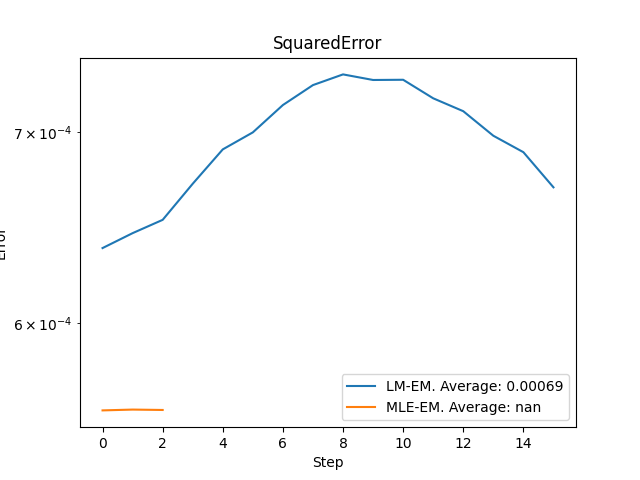 SquaredError
7 × 10⁻⁴
6 × 10⁻⁴
Error
0 2 4 6 8 10 12 14
Step
LM-EM. Average: 0.00069
MLE-EM. Average: nan